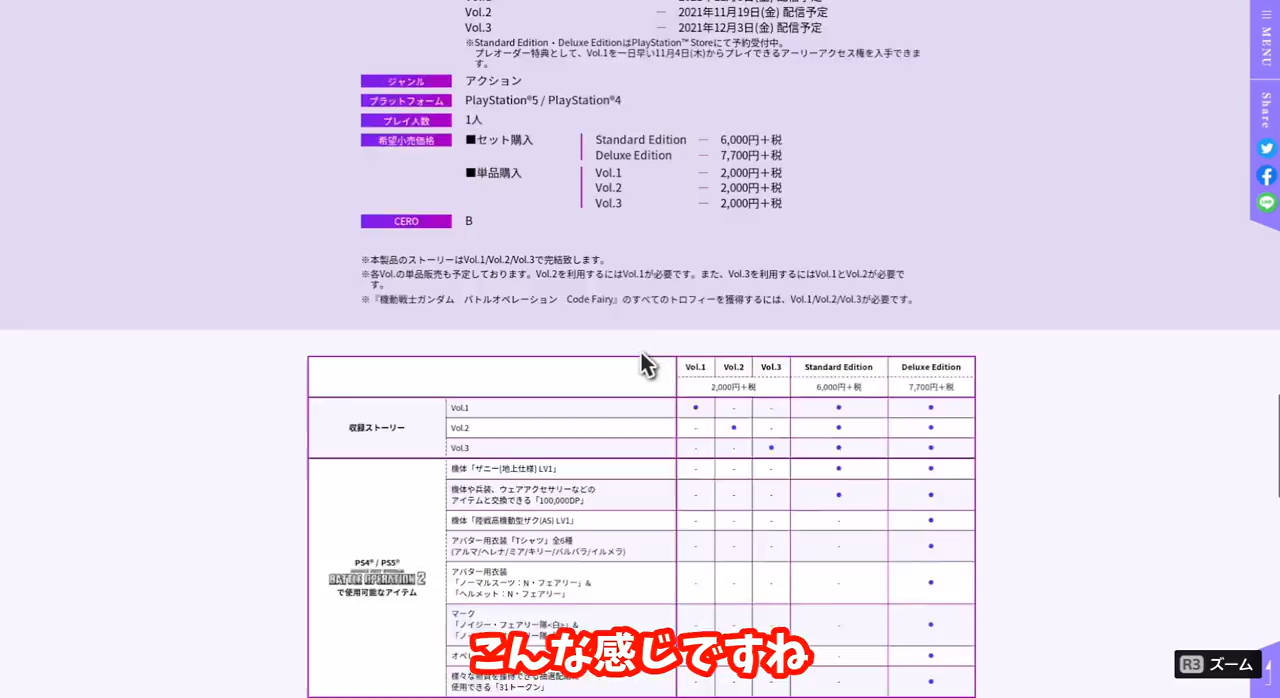 Vol.2 — 2021年11月19日(金) 配信予定
Vol.3 — 2021年12月3日(金) 配信予定
※Standard Edition・Deluxe EditionはPlayStation™ Storeにて予約受付中。
プレオーダー特典として、Vol.1を一日早い11月4日(木)からプレイできるアーリーアクセス権を入手できま
す。
ジャンル アクション
プラットフォーム PlayStation®5 / PlayStation®4
プレイ人数 1人
希望小売価格 ■セット購入 Standard Edition — 6,000円＋税
Deluxe Edition — 7,700円＋税
■単品購入 Vol.1 — 2,000円＋税
Vol.2 — 2,000円＋税
Vol.3 — 2,000円＋税
CERO B
※本製品のストーリーはVol.1/Vol.2/Vol.3で完結致します。
※各Vol.の単品販売も予定しております。Vol.2を利用するにはVol.1が必要です。また、Vol.3を利用するにはVol.1とVol.2が必要で
す。
※『機動戦士ガンダム　バトルオペレーション　Code Fairy』のすべてのトロフィーを獲得するには、Vol.1/Vol.2/Vol.3が必要です。
MENU
Share
LINE
Vol.1 Vol.2 Vol.3 Standard Edition Deluxe Edition
2,000円＋税 6,000円＋税 7,700円＋税
収録ストーリー
Vol.1 ● - - ● ●
Vol.2 - ● - ● ●
Vol.3 - - ● ● ●
PS4® / PS5®
BATTLE OPERATION 2
で使用可能なアイテム
機体「ザニー(地上仕様) LV1」 - - - ● ●
機体や兵装、ウェアアクセサリーなどの
アイテムと交換できる「100,000DP」 - - - ● ●
機体「陸戦高機動型ザク(AS) LV1」 - - - - ●
アバター用衣装「Tシャツ」全6種
(アルマ/ヘレナ/ミア/キリー/バルバラ/イルメラ) - - - - ●
アバター用衣装
「ノーマルスーツ：N・フェアリー」&
「ヘルメット：N・フェアリー」 - - - - ●
マーク
「ノイジー・フェアリー隊<白>」&
- - - - ●
使用できる「31トークン」 - - - - ●
こんな感じですね
R3 ズーム